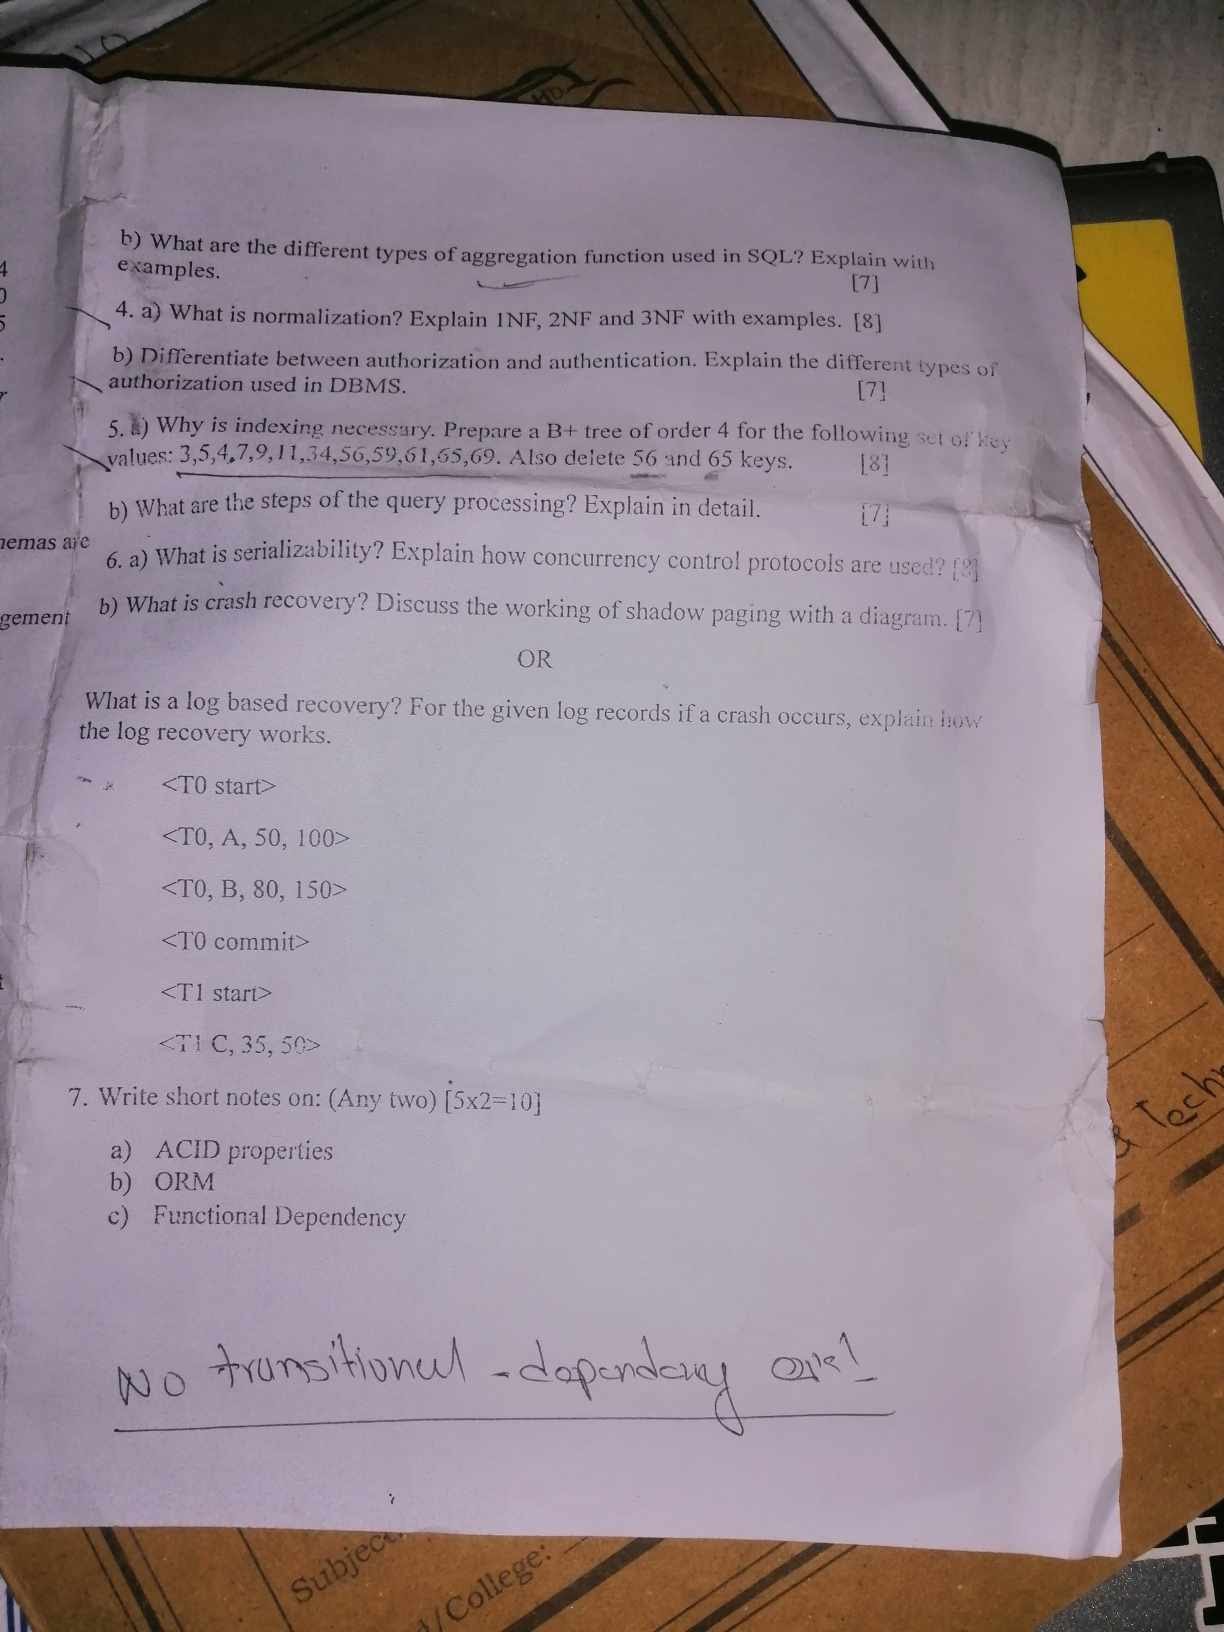 b) What are the different types of aggregation function used in SQL? Explain with
examples. [7]
4. a) What is normalization? Explain 1NF, 2NF and 3NF with examples. [8]
b) Differentiate between authorization and authentication. Explain the different types of
authorization used in DBMS. [7]
5. a) Why is indexing necessary. Prepare a B+ tree of order 4 for the following set of key
values: 3,5,4,7,9,11,34,56,59,61,65,69. Also delete 56 and 65 keys. [8]
b) What are the steps of the query processing? Explain in detail. [7]
6. a) What is serializability? Explain how concurrency control protocols are used? [8]
b) What is crash recovery? Discuss the working of shadow paging with a diagram. [7]
OR
What is a log based recovery? For the given log records if a crash occurs, explain how
the log recovery works.
<T0 start>
<T0, A, 50, 100>
<T0, B, 80, 150>
<T0 commit>
<T1 start>
<T1 C, 35, 50>
7. Write short notes on: (Any two) [5x2=10]
a) ACID properties
b) ORM
c) Functional Dependency
No transitional - dependency
hemas are
gement
& Tech
Subject
/College: